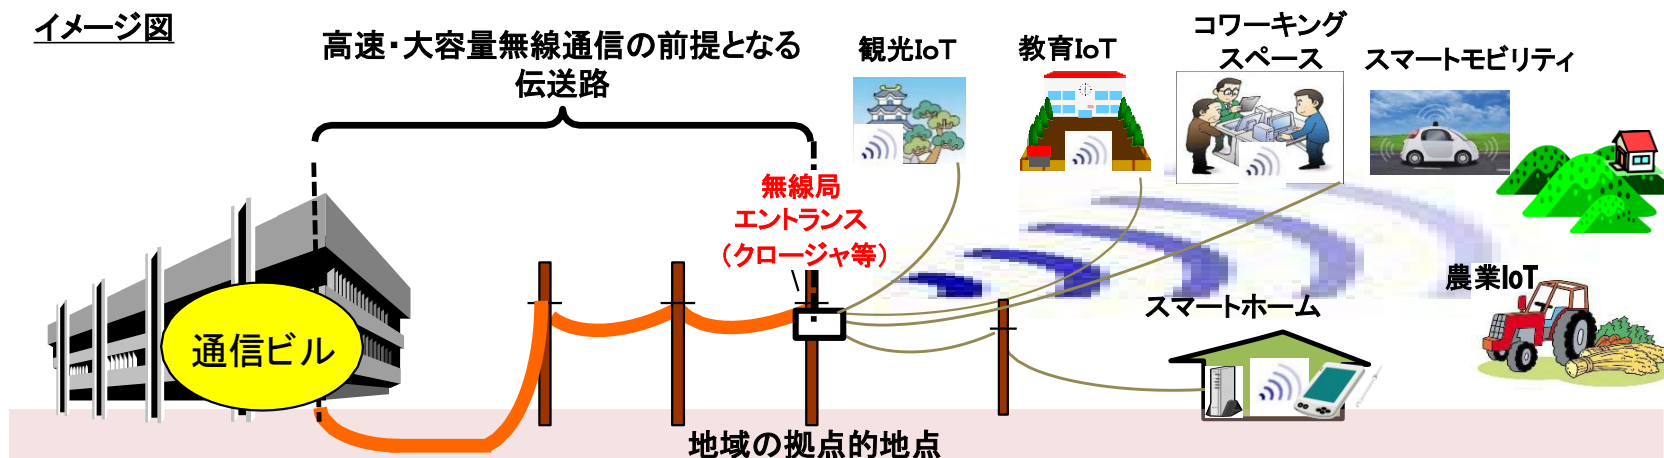 イメージ図
高速・大容量無線通信の前提となる
伝送路
観光IoT
教育IoT
コワーキング
スペース
スマートモビリティ
無線局
エントランス
（クロージャ等）
農業IoT
スマートホーム
通信ビル
地域の拠点的地点